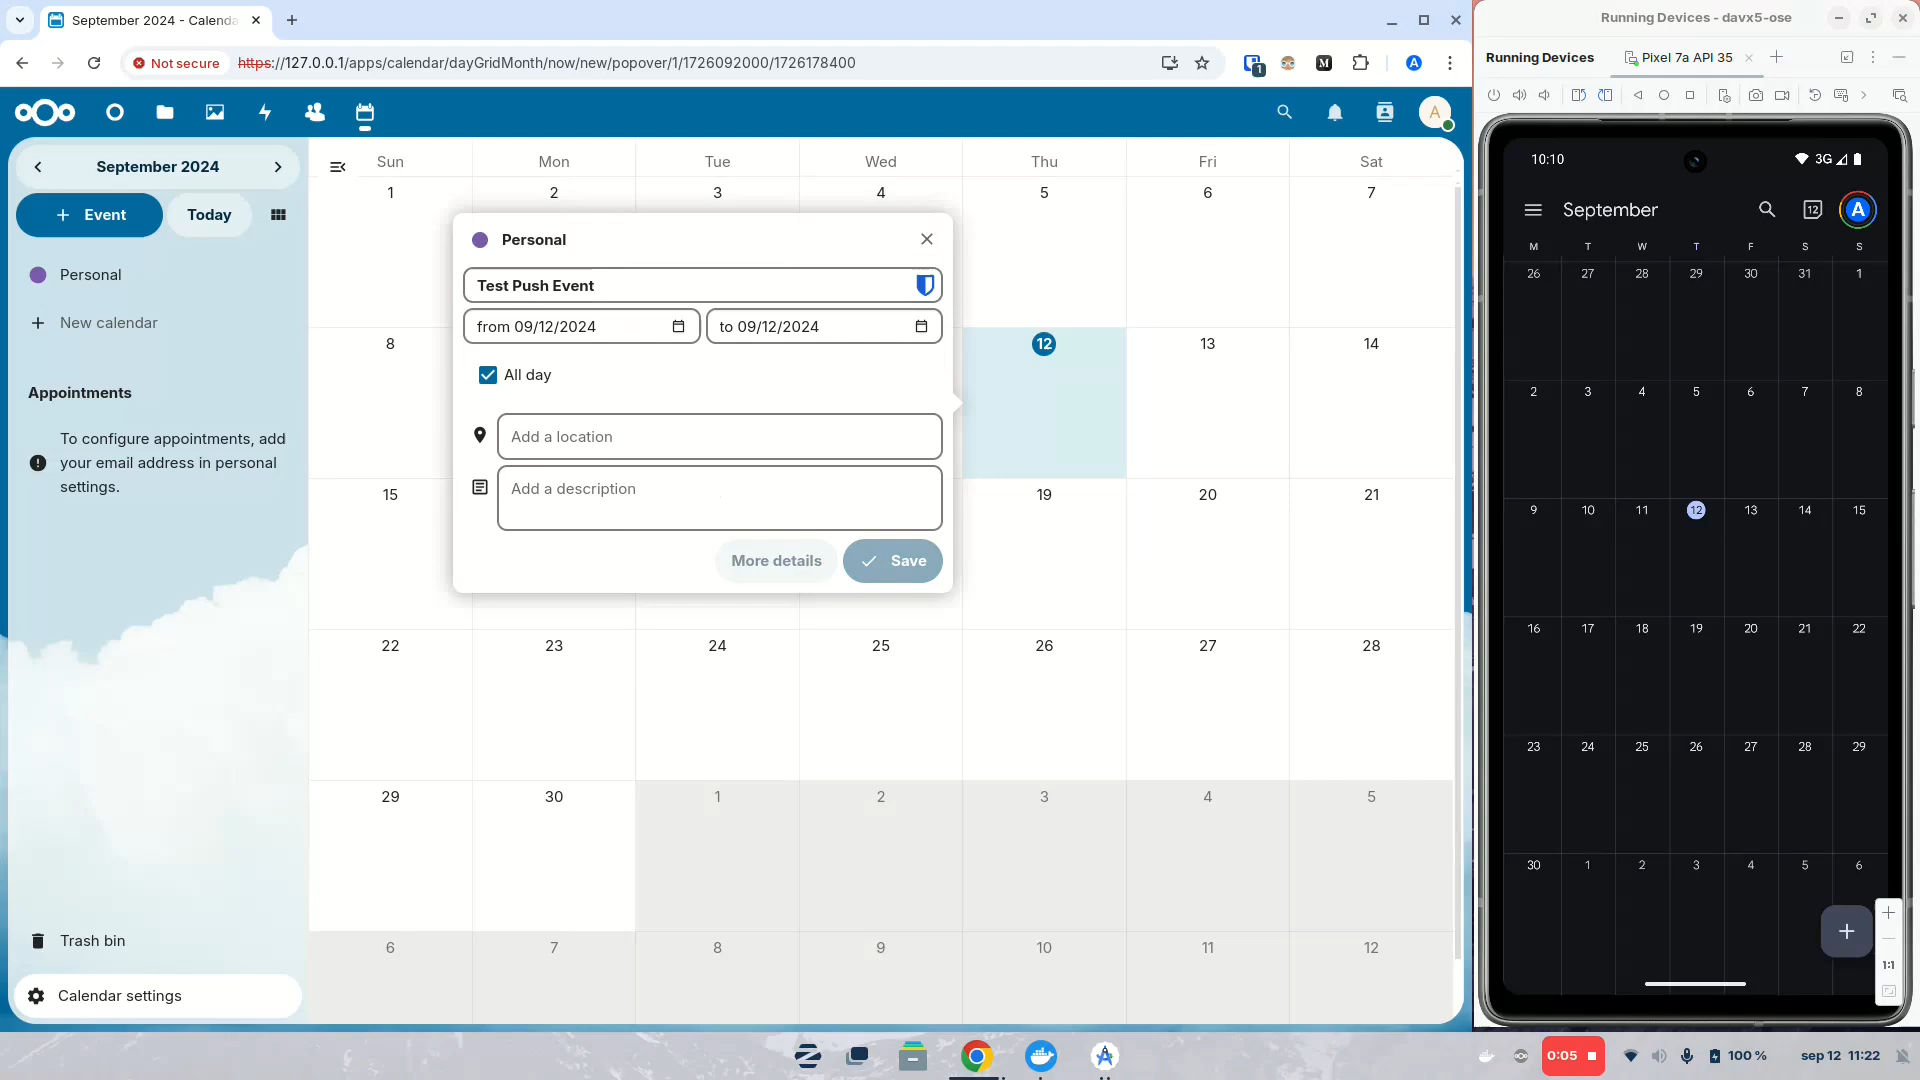 September 2024 - Calenda
Not secure
https://127.0.0.1/apps/calendar/dayGridMonth/now/new/popover/1/1726092000/1726178400
1
M
A
A
September 2024
Event
Today
Personal
New calendar
Appointments
To configure appointments, add
your email address in personal
settings.
Trash bin
Calendar settings
Sun Mon Tue Wed Thu Fri Sat
1 2 3 4 5 6 7
8 12 13 14
15 19 20 21
22 23 24 25 26 27 28
29 30 1 2 3 4 5
6 7 8 9 10 11 12
Personal
Test Push Event
from 09/12/2024
to 09/12/2024
All day
Add a location
Add a description
More details
Save
Running Devices - davx5-ose
Running Devices
Pixel 7a API 35
10:10
3G
September
12
A
M T W T F S S
26 27 28 29 30 31 1
2 3 4 5 6 7 8
9 10 11 12 13 14 15
16 17 18 19 20 21 22
23 24 25 26 27 28 29
30 1 2 3 4 5 6
1:1
0:05
100 %
sep 12 11:22